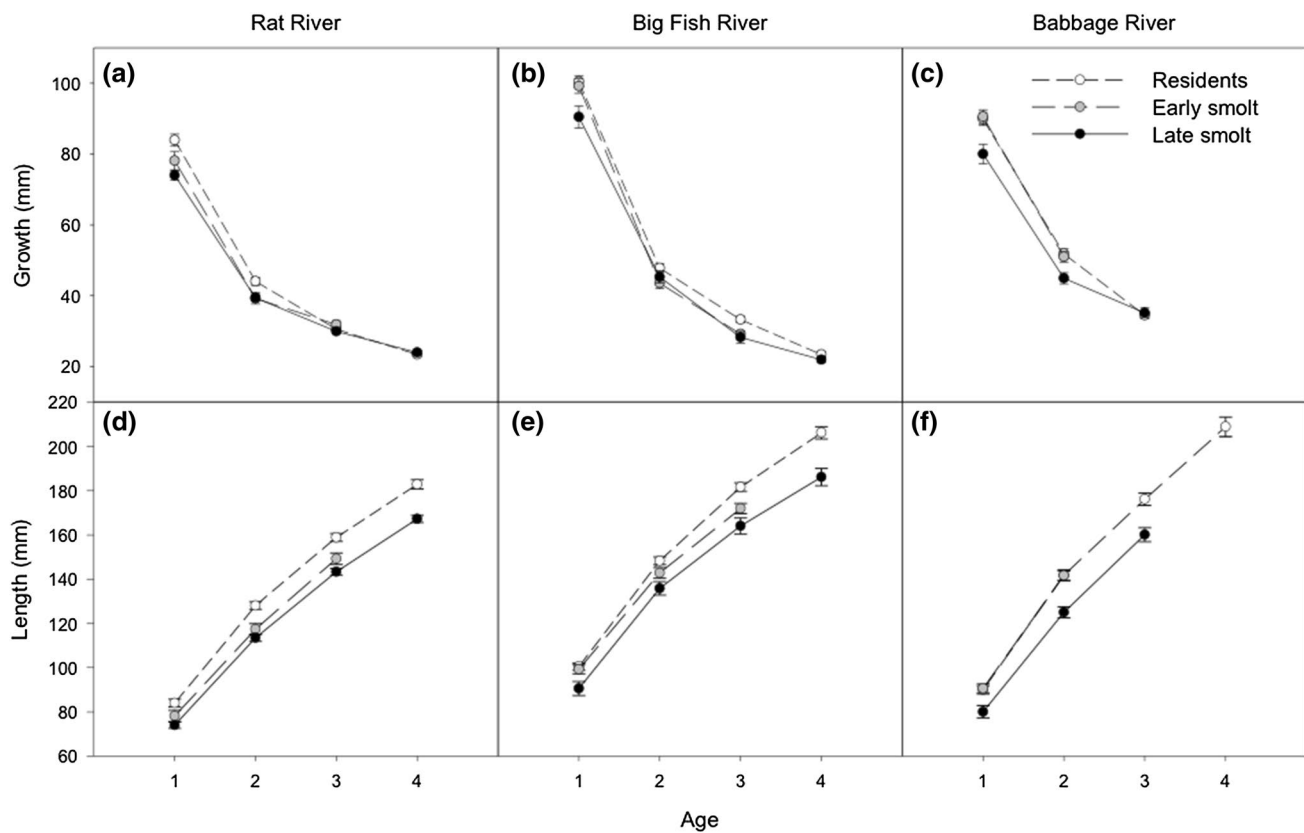 Rat River
Big Fish River
Babbage River
(a)
(b)
(c)
Residents
Early smolt
Late smolt
Growth (mm)
100
80
60
40
20
220
(d)
(e)
(f)
Length (mm)
200
180
160
140
120
100
80
60
1 2 3 4
1 2 3 4
1 2 3 4
Age